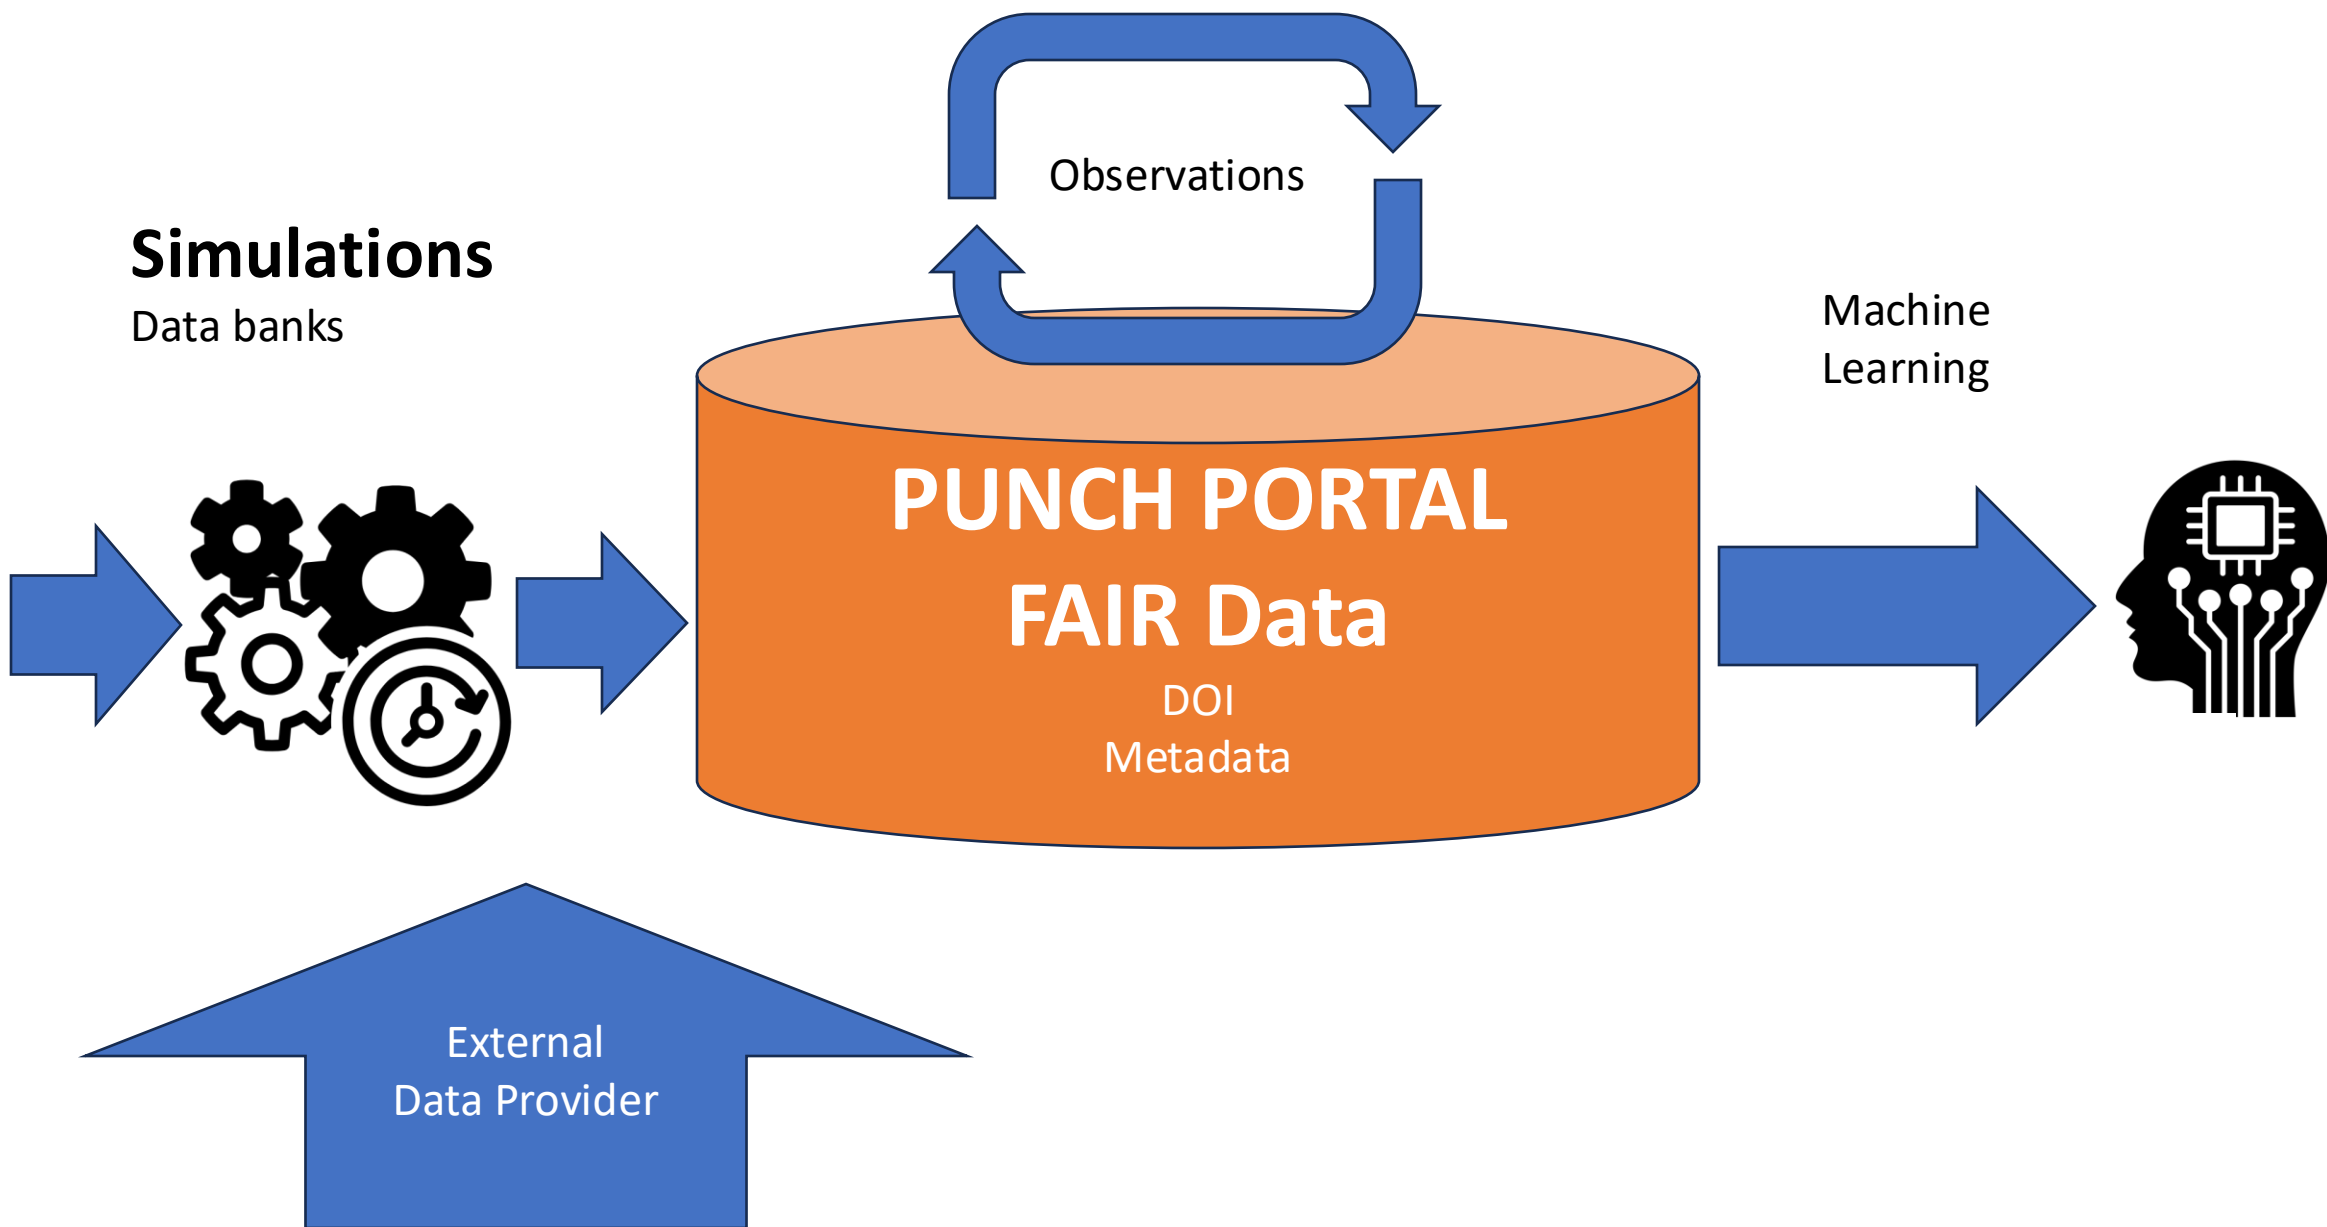 Observations
Simulations
Data banks
Machine
Learning
PUNCH PORTAL
FAIR Data
DOI
Metadata
External
Data Provider